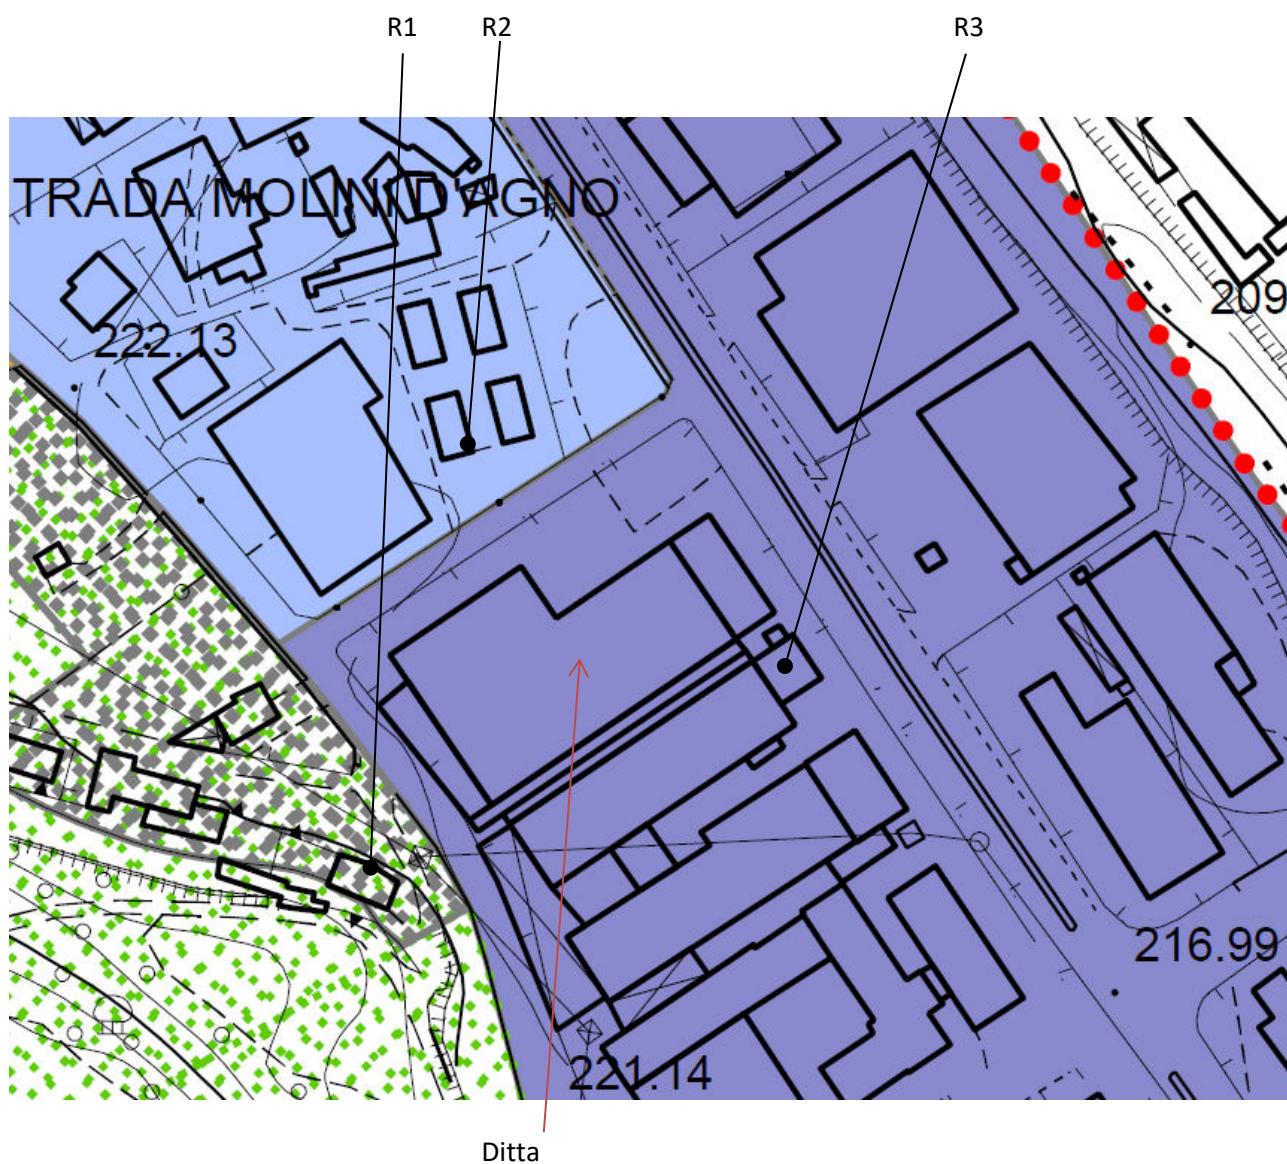 R1 R2 R3
TRADA MOLINI D'AGNO
209
222.13
216.99
221.14
Ditta